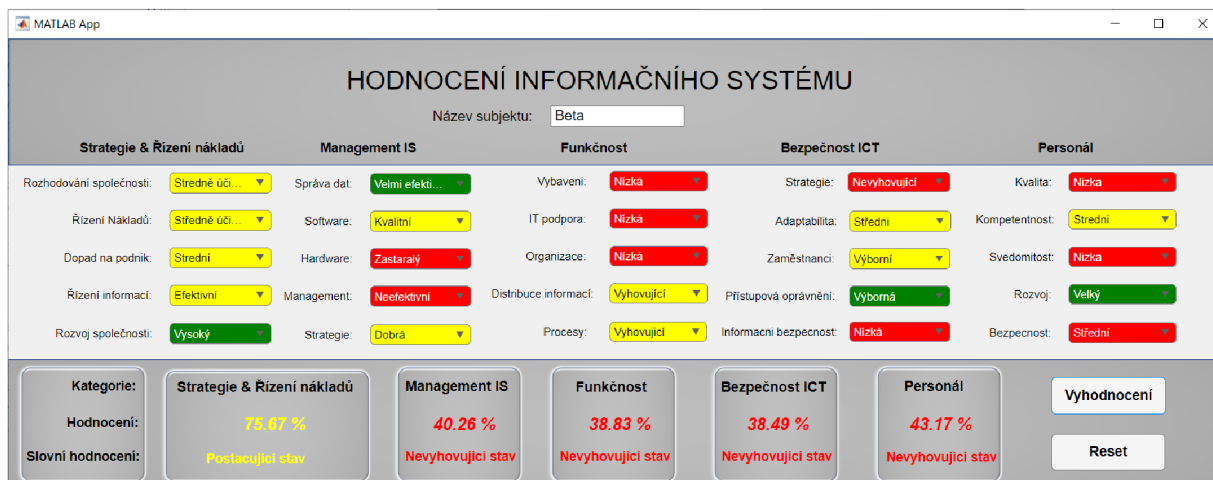 MATLAB App
HODNOCENÍ INFORMAČNÍHO SYSTÉMU
Název subjektu: Beta
Strategie & Řízení nákladů Management IS Funkčnost Bezpečnost ICT Personál
Rozhodování společnosti: Stredně úči... Správa dat: Velmi efekti... Vybaveni: Nízká Strategie: Nevyhovující Kvalita: Nízka
Řízení Nákladů: Středně úči... Software: Kvalitní IT podpora: Nízká Adaptabilita: Středni Kompetentnost: Stredni
Dopad na podnik: Strední Hardware: Zastaralý Organizace: Nízká Zaměstnanci: Výborní Svedomitost: Nízka
Řízení informací: Efektivní Management: Neefektivní Distribuce informací: Vyhovující Přístupová oprávnění: Výborná Rozvoj: Velký
Rozvoj společnosti: Vysoký Strategie: Dobrá Procesy: Vyhovující Informacni bezpecnost: Nízká Bezpecnost: Střední
Kategorie: Strategie & Řízení nákladů Management IS Funkčnost Bezpečnost ICT Personál
Vyhodnocení
Hodnocení: 75.67 % 40.26 % 38.83 % 38.49 % 43.17 %
Slovní hodnocení: Postacujici stav Nevyhovujici stav Nevyhovujici stav Nevyhovujici stav Nevyhovujici stav
Reset